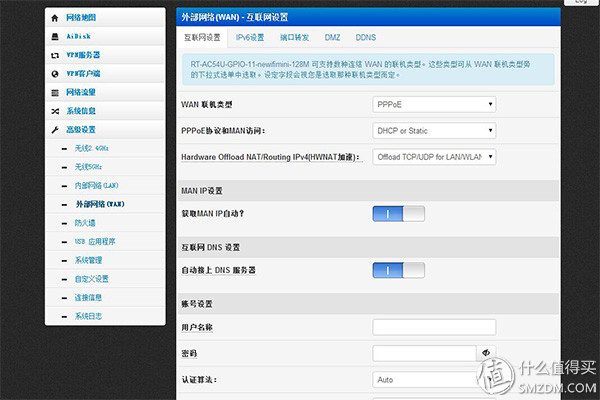 Log
网络地图
AiDisk
VPN服务器
VPN客户端
网络流量
系统信息
高级设置
无线2.4GHz
无线5GHz
内部网络(LAN)
外部网络(WAN)
防火墙
USB 应用程序
系统管理
自定义设置
连接信息
系统日志
外部网络(WAN) - 互联网设置
互联网设置 IPv6设置 端口转发 DMZ DDNS
RT-AC54U-GPIO-11-newifimini-128M 可支持数种连结 WAN 的联机类型。这些类型可从 WAN 联机类型旁
的下拉式选单中选取。设定字段会视您是选取那种联机类型而定。
WAN 联机类型 PPPoE
PPPoE协议和MAN访问: DHCP or Static
Hardware Offload NAT/Routing IPv4(HWNAT加速): Offload TCP/UDP for LAN/WLAN
MAN IP设置
获取MAN IP自动?
互联网 DNS 设置
自动接上 DNS 服务器
账号设置
用户名称
密码
认证算法: Auto
值 什么值得买
SMZDM.COM